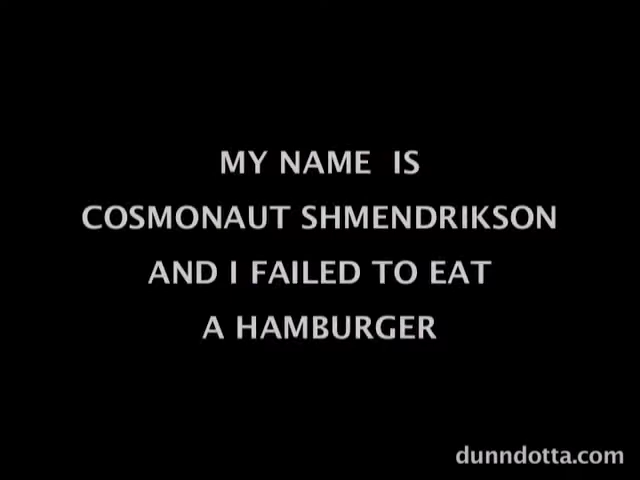 MY NAME  IS
COSMONAUT SHMENDRIKSON
AND I FAILED TO EAT
A HAMBURGER
dunndotta.com